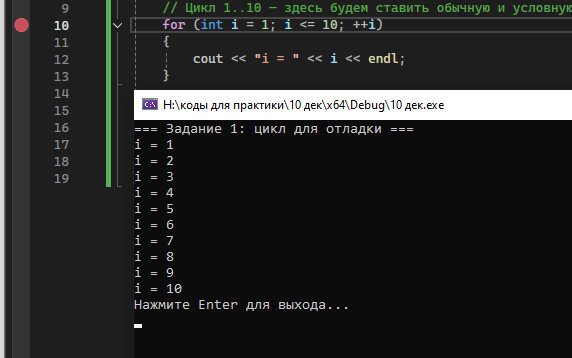 9
// Цикл 1..10 — здесь будем ставить обычную и условную
10
for (int i = 1; i <= 10; ++i)
11
{
12
cout << "i = " << i << endl;
13
}
14
15
16
17
18
19
H:\коды для практики\10 дек\x64\Debug\10 дек.exe
=== Задание 1: цикл для отладки ===
i = 1
i = 2
i = 3
i = 4
i = 5
i = 6
i = 7
i = 8
i = 9
i = 10
Нажмите Enter для выхода...